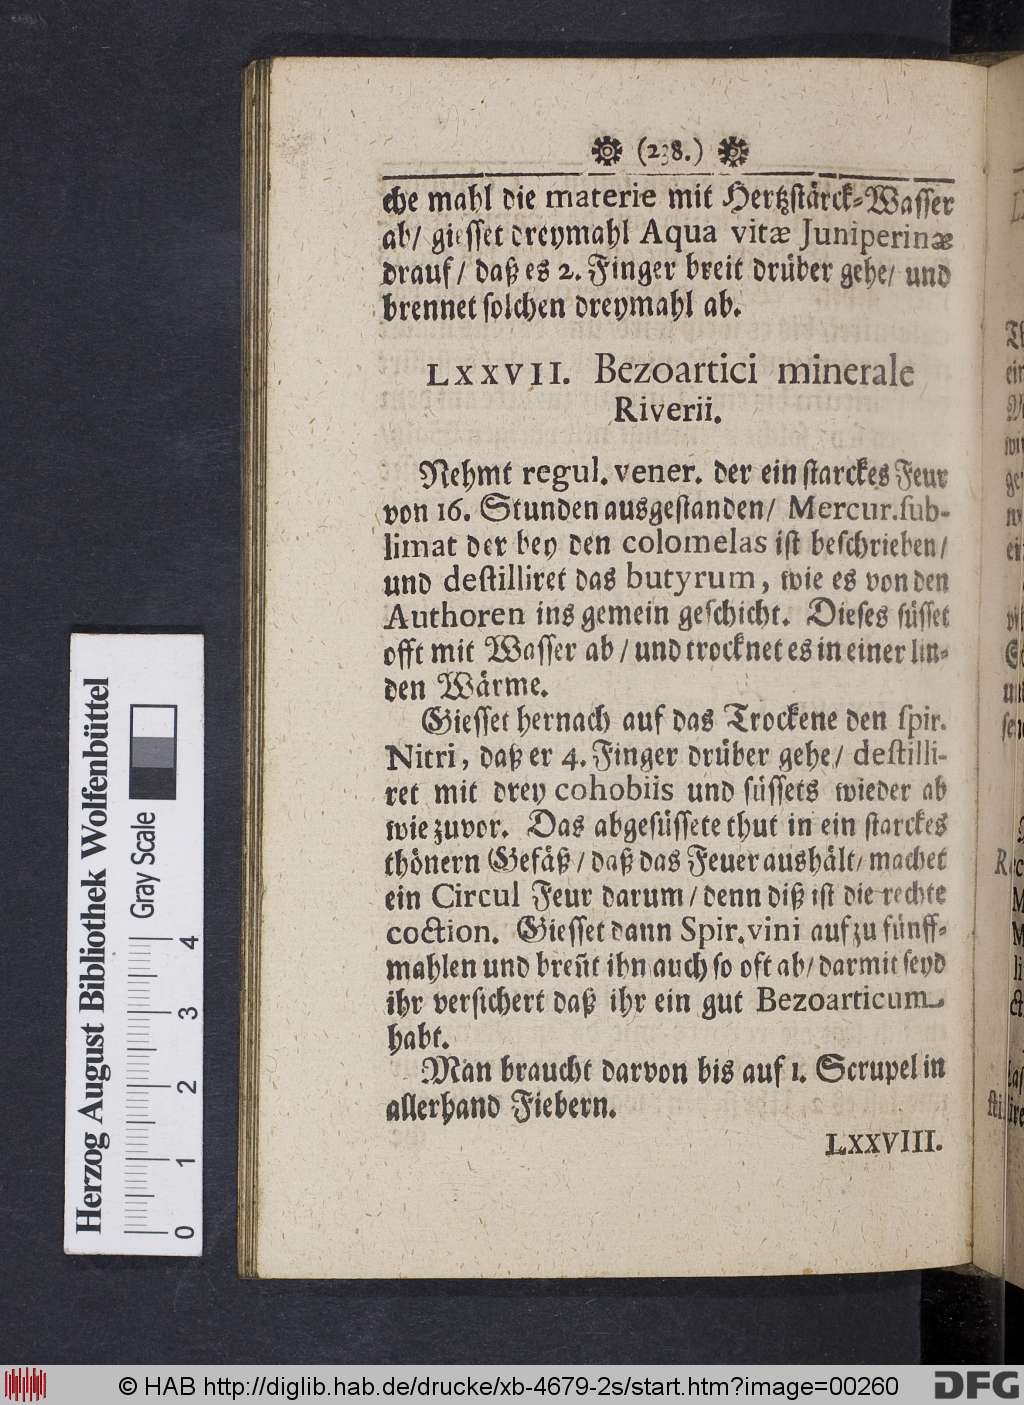 (238.)
che mahl die materie mit Hertzstärck-Wasser
ab/ giesset dreymahl Aqua vitæ Juniperinæ
drauf/ daß es 2. Finger breit drüber gehe/ und
brennet solchen dreymahl ab.
LXXVII. Bezoartici minerale
Riverii.
Nehmt regul. vener. der ein starckes Feur
von 16. Stunden ausgestanden/ Mercur. sub-
limat der bey den colomelas ist beschrieben/
und destilliret das butyrum, wie es von den
Authoren ins gemein geschicht. Dieses süsset
offt mit Wasser ab/ und trocknet es in einer lin-
den Wärme.
Giesset hernach auf das Trockene den spir.
Nitri, daß er 4. Finger drüber gehe/ destilli-
ret mit drey cohobiis und süssets wieder ab
wie zuvor. Das abgesüssete thut in ein starckes
thönern Gefäß/ daß das Feuer aushält/ machet
ein Circul Feur darum/ denn diß ist die rechte
coction. Giesset dann Spir. vini auf zu fünff-
mahlen und breñt ihn auch so oft ab/ darmit seyd
ihr versichert daß ihr ein gut Bezoarticum
habt.
Man braucht darvon bis auf 1. Scrupel in
allerhand Fiebern.
LXXVIII.
Herzog August Bibliothek Wolfenbüttel
Gray Scale
0 1 2 3 4
© HAB http://diglib.hab.de/drucke/xb-4679-2s/start.htm?image=00260
DFG